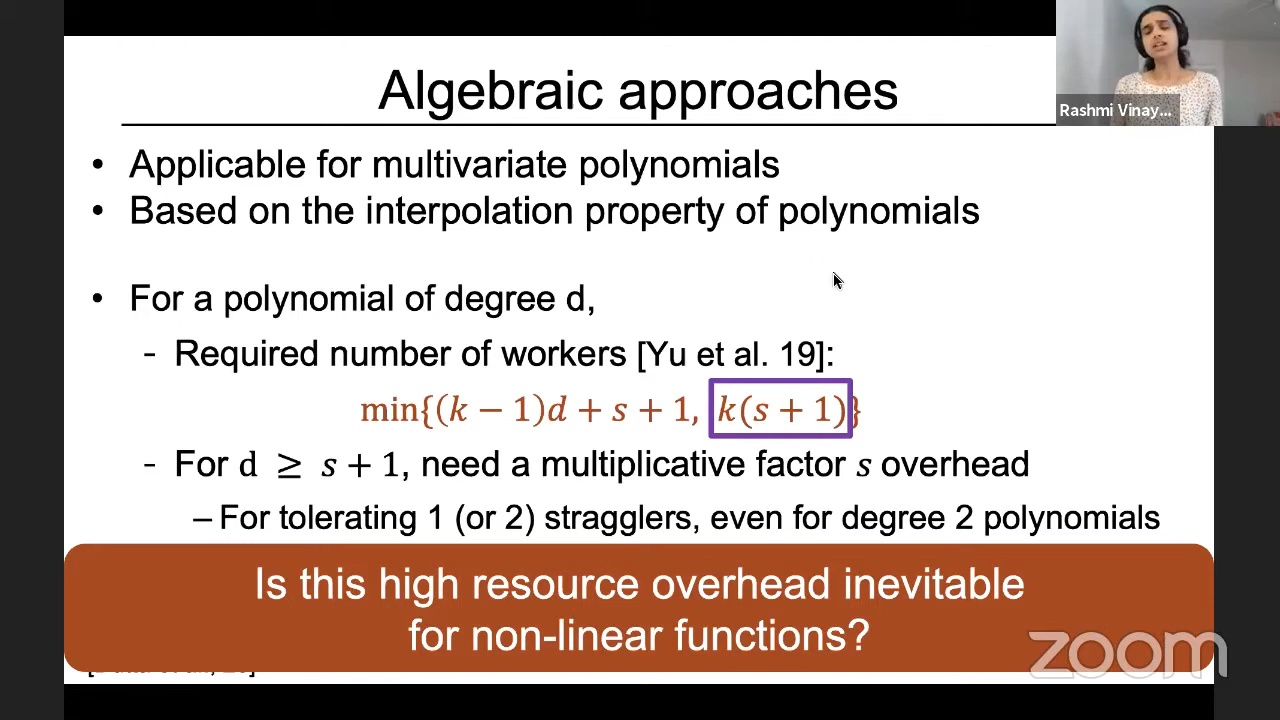 Algebraic approaches
Rashmi Vinay...
• Applicable for multivariate polynomials
• Based on the interpolation property of polynomials
• For a polynomial of degree d,
- Required number of workers [Yu et al. 19]:
min{(k − 1)d + s + 1, k(s + 1)}
- For d ≥ s + 1, need a multiplicative factor s overhead
– For tolerating 1 (or 2) stragglers, even for degree 2 polynomials
Is this high resource overhead inevitable
for non-linear functions?
zoom